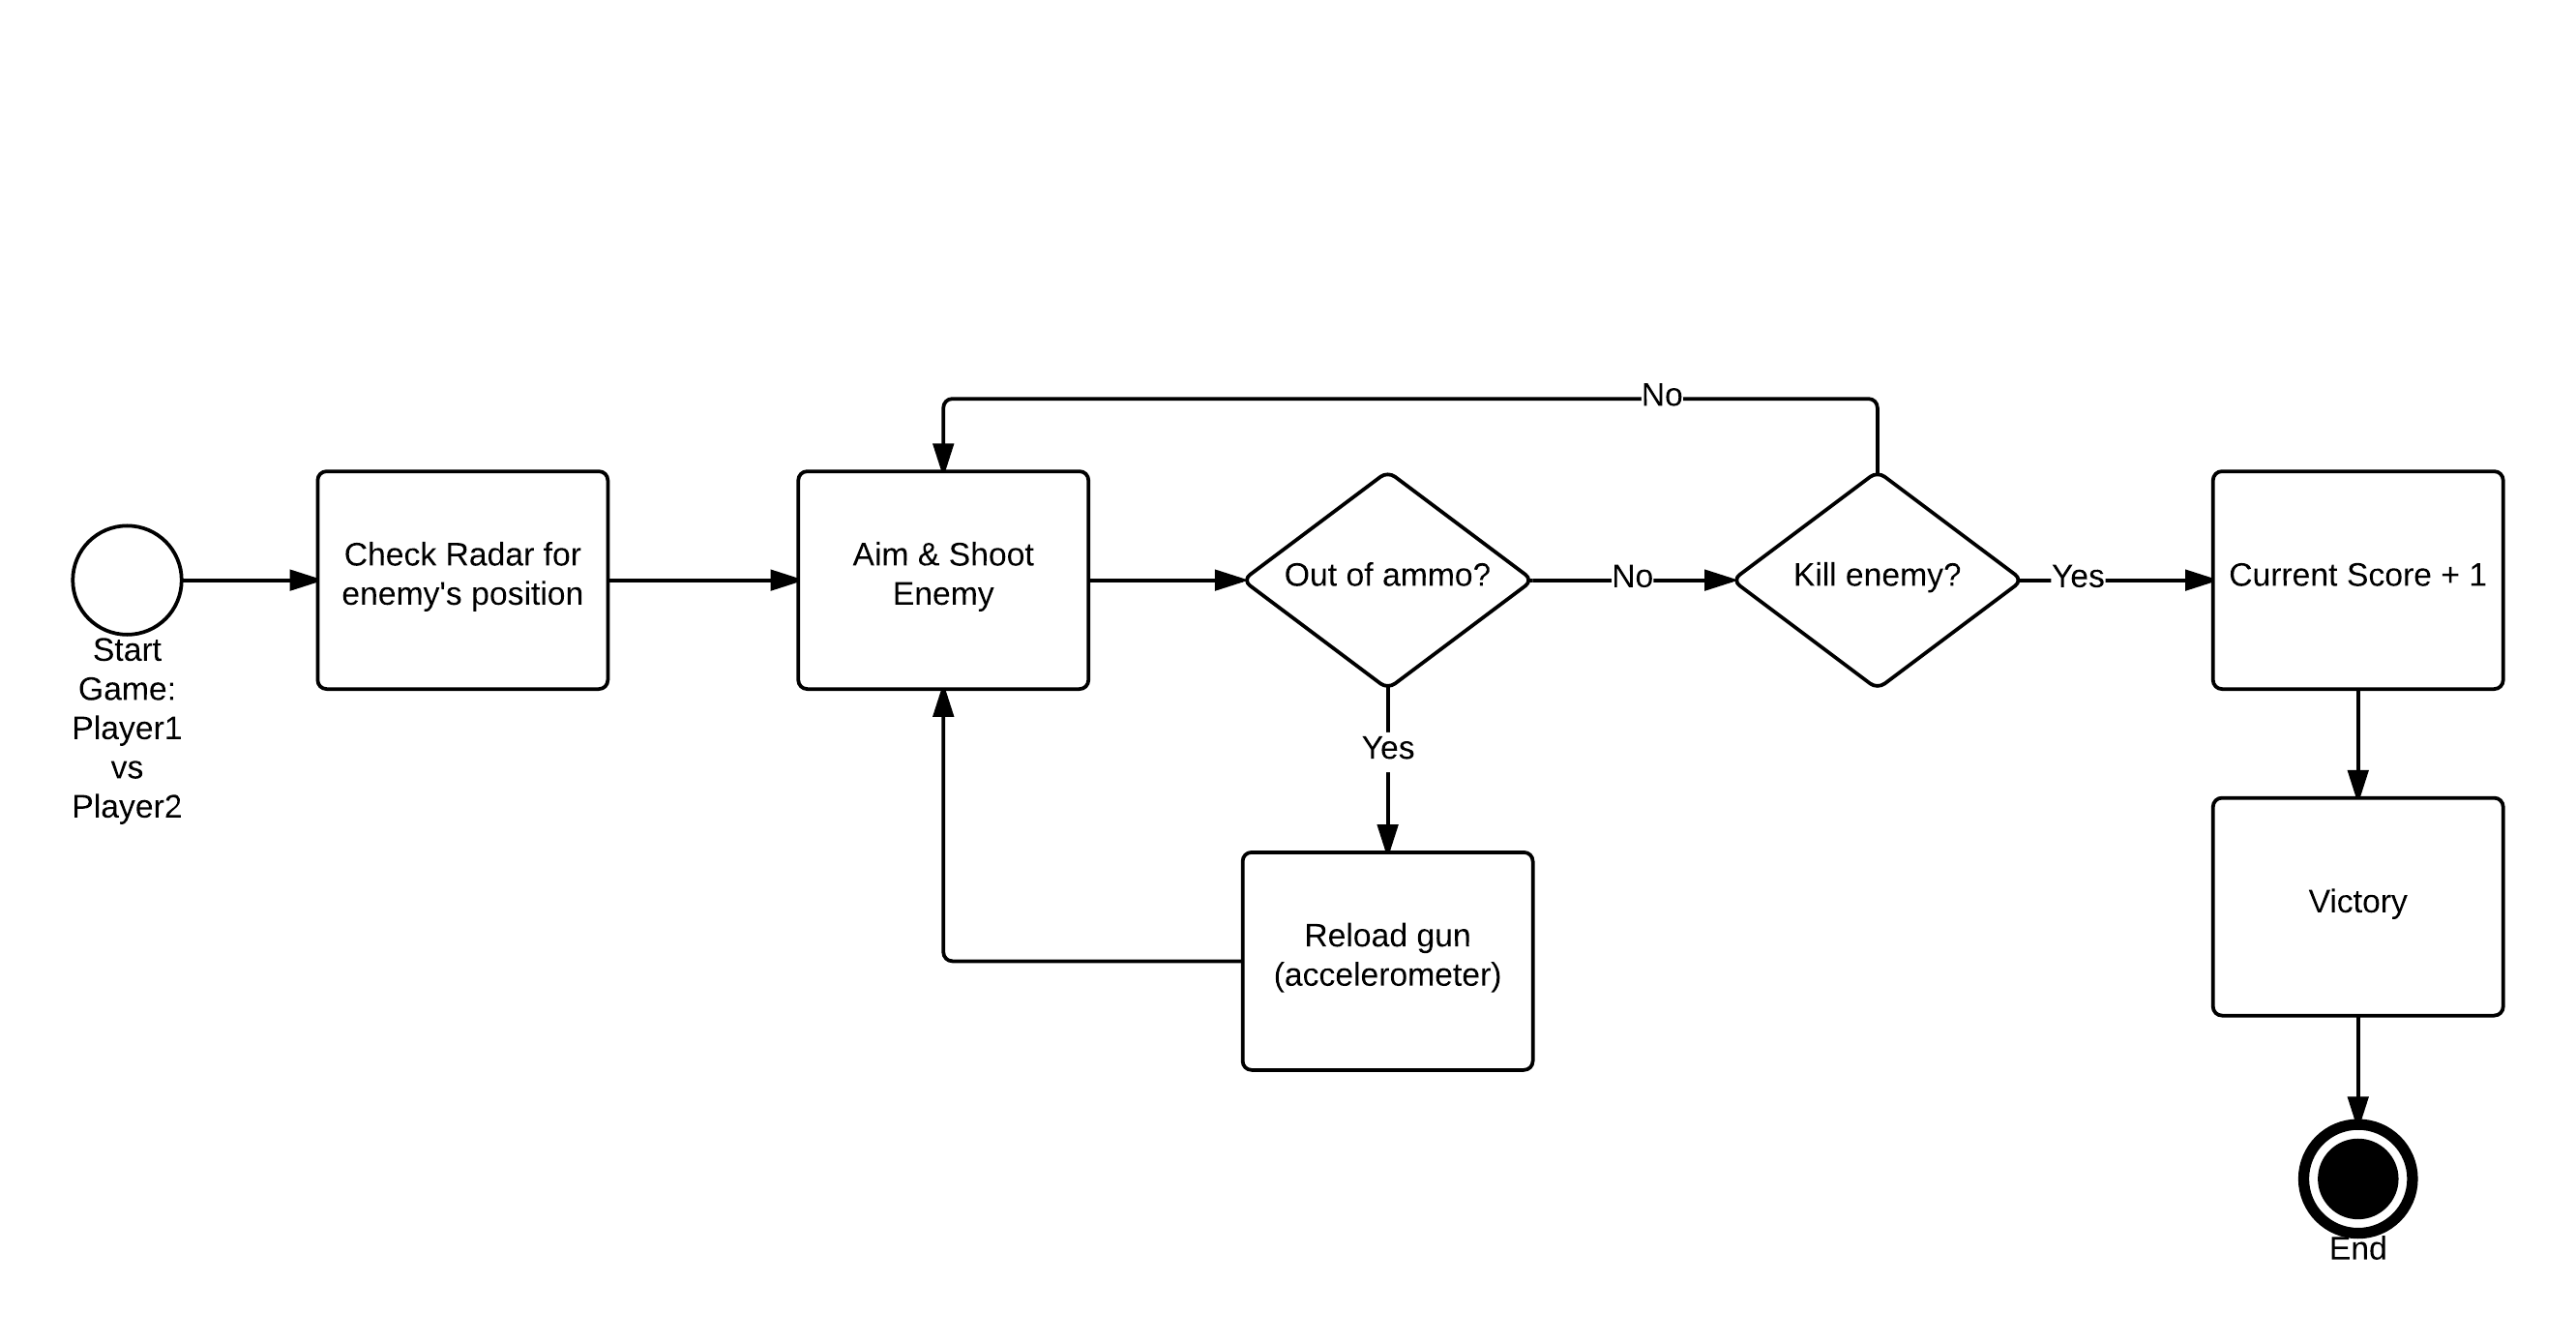 No
Check Radar for
enemy's position
Aim & Shoot
Enemy
Out of ammo?
No
Kill enemy?
Yes
Current Score + 1
Start
Game:
Player1
vs
Player2
Yes
Reload gun
(accelerometer)
Victory
End